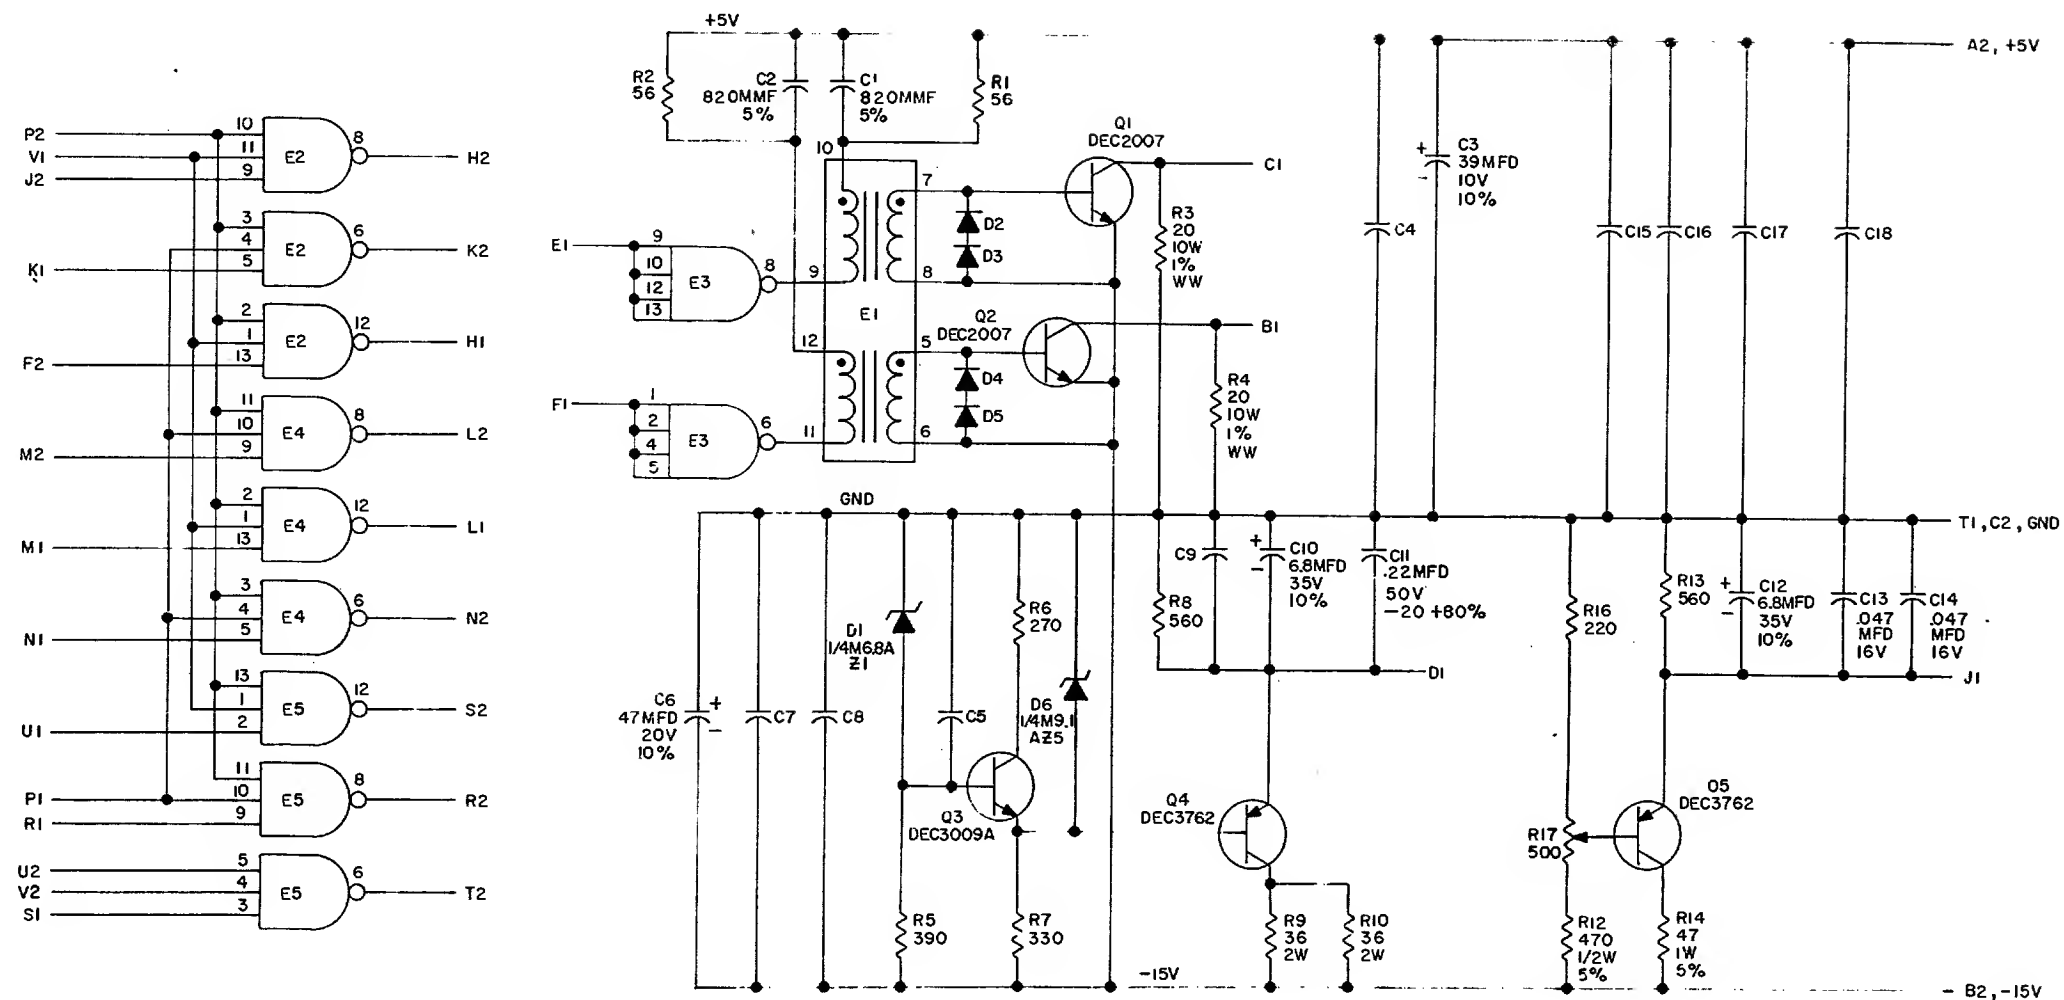 P2
V1
J2
10
11
9
E2
8
H2
K1
3
4
5
E2
6
K2
F2
2
1
13
E2
12
H1
M2
11
10
9
E4
8
L2
M1
2
1
13
E4
12
L1
N1
3
4
5
E4
6
N2
U1
13
1
2
E5
12
S2
P1
R1
11
10
9
E5
8
R2
U2
V2
S1
5
4
3
E5
6
T2
+5V
R2
56
C2
820MMF
5%
C1
820MMF
5%
R1
56
E1
9
10
12
13
E3
8
F1
1
2
4
5
E3
6
10
9
12
11
E1
7
8
5
6
D2
D3
D4
D5
Q1
DEC2007
Q2
DEC2007
C1
B1
R3
20
10W
1%
WW
R4
20
10W
1%
WW
C4
C3
+
-
39MFD
10V
10%
C15
C16
C17
C18
A2, +5V
GND
T1, C2, GND
C6
47MFD
20V
10%
+
-
C7
C8
D1
1/4M6.8A
Z1
C5
R6
270
D6
1/4M9.1
AZ5
Q3
DEC3009A
R5
390
R7
330
R8
560
C9
+
-
C10
6.8MFD
35V
10%
C11
.22MFD
50V
-20 +80%
D1
Q4
DEC3762
R9
36
2W
R10
36
2W
R16
220
R13
560
+
-
C12
6.8MFD
35V
10%
C13
.047
MFD
16V
C14
.047
MFD
16V
J1
R17
500
Q5
DEC3762
R12
470
1/2W
5%
R14
47
1W
5%
-15V
B2, -15V